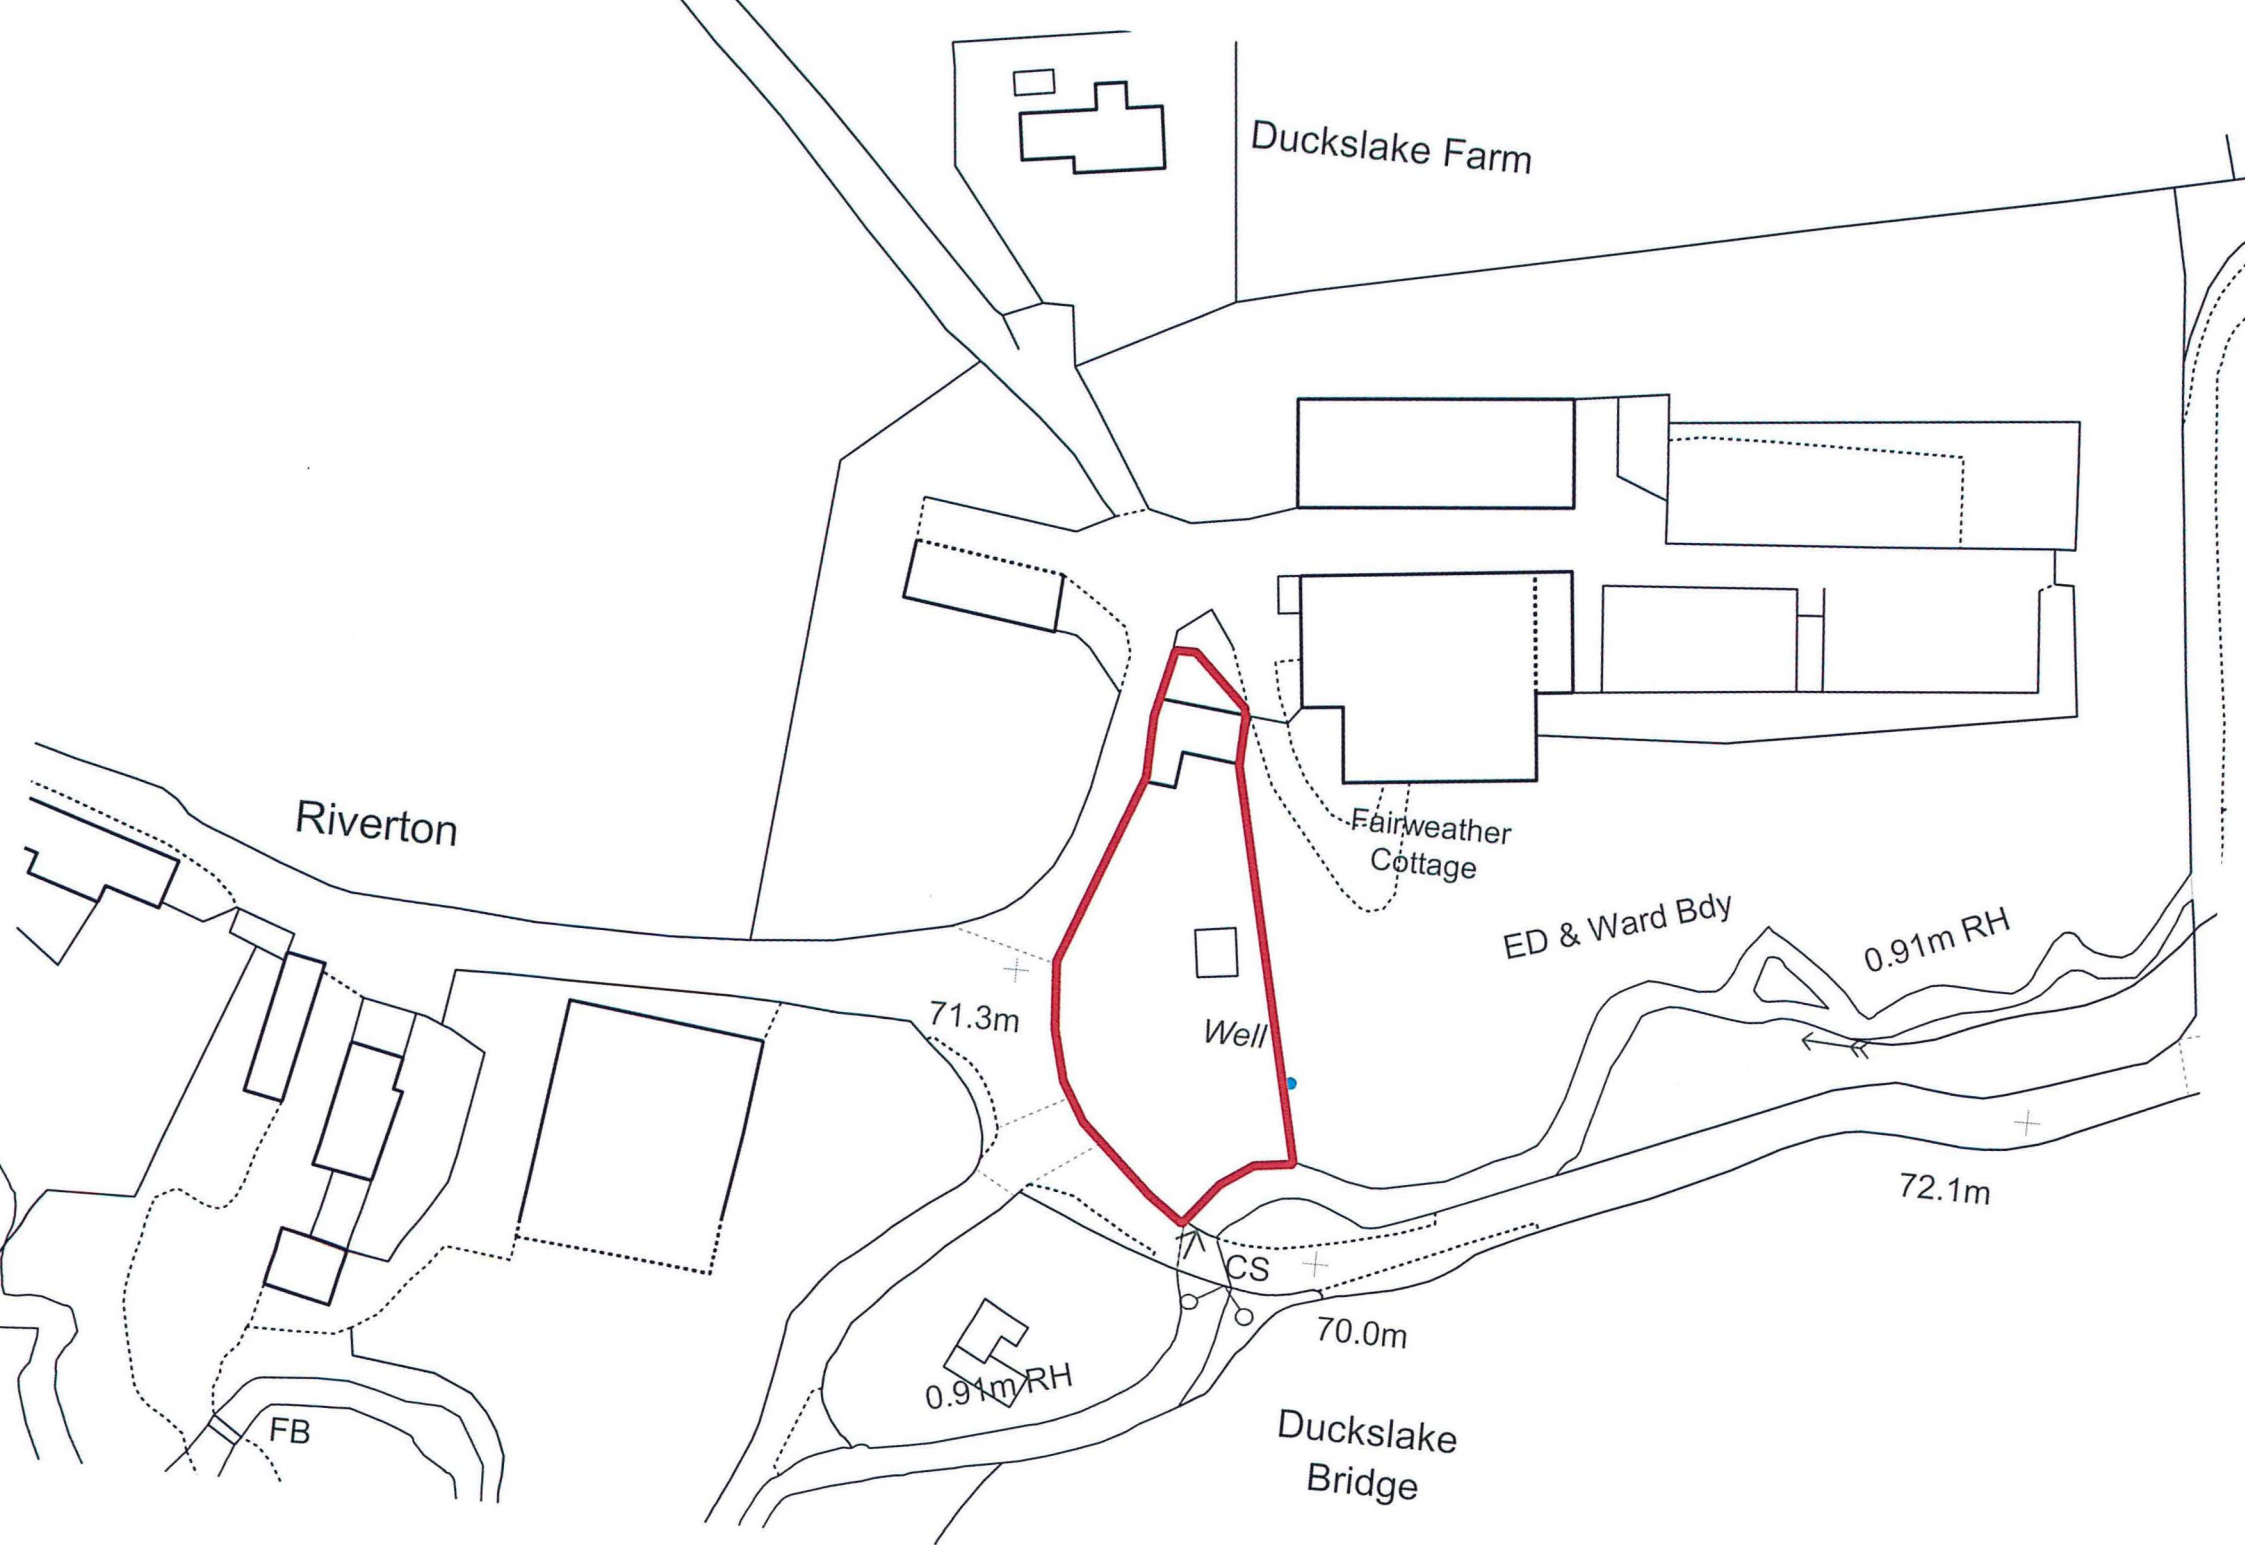 Duckslake Farm
Riverton
Fairweather
Cottage
ED & Ward Bdy
0.91m RH
71.3m
Well
72.1m
CS
70.0m
0.91m RH
FB
Duckslake
Bridge